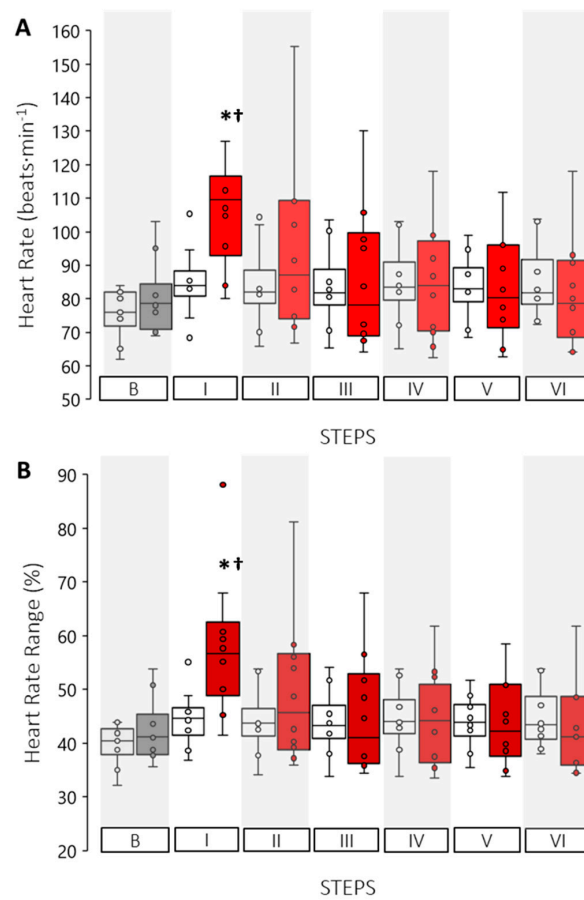 A
Heart Rate (beats·min⁻¹)
160
150
140
130
120
110
100
90
80
70
60
50
*†
B I II III IV V VI
STEPS
B
Heart Rate Range (%)
90
80
70
60
50
40
30
20
*†
B I II III IV V VI
STEPS